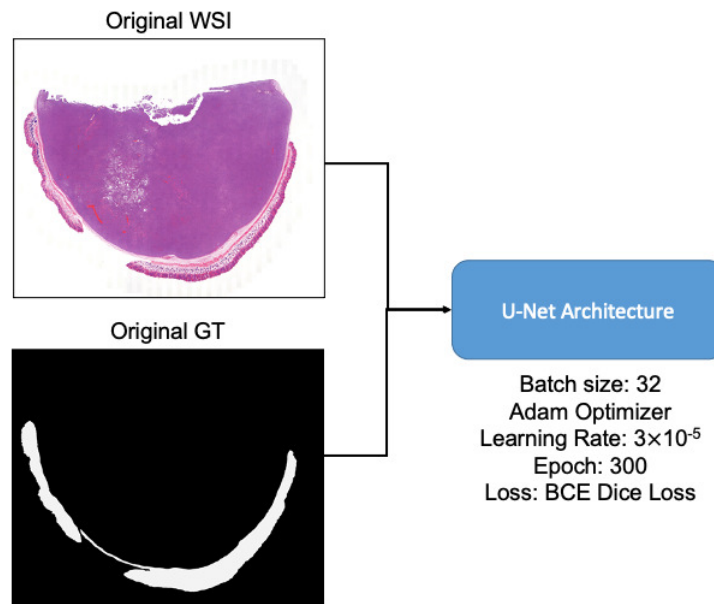 Original WSI
Original GT
U-Net Architecture
Batch size: 32
Adam Optimizer
Learning Rate: 3×10⁻⁵
Epoch: 300
Loss: BCE Dice Loss